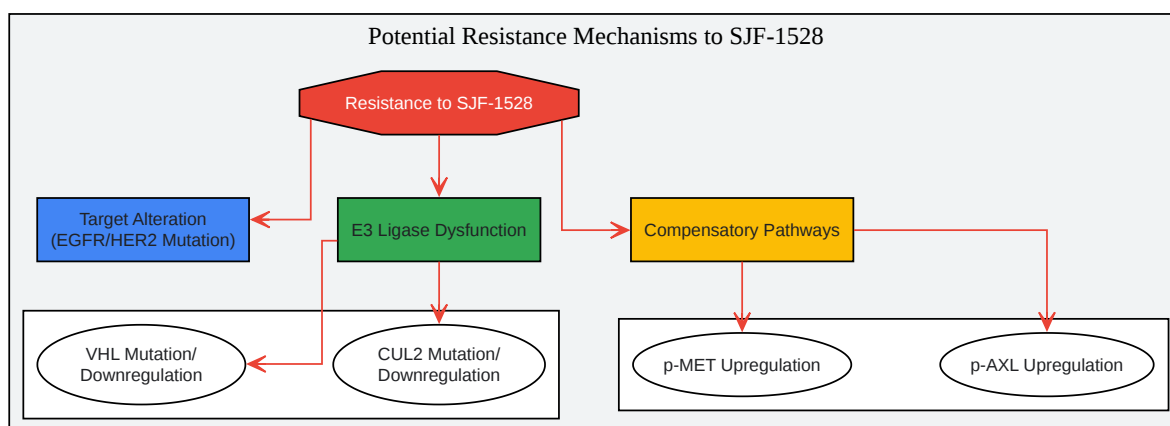 Potential Resistance Mechanisms to SJF-1528
Resistance to SJF-1528
Target Alteration
(EGFR/HER2 Mutation)
E3 Ligase Dysfunction
Compensatory Pathways
VHL Mutation/
Downregulation
CUL2 Mutation/
Downregulation
p-MET Upregulation
p-AXL Upregulation